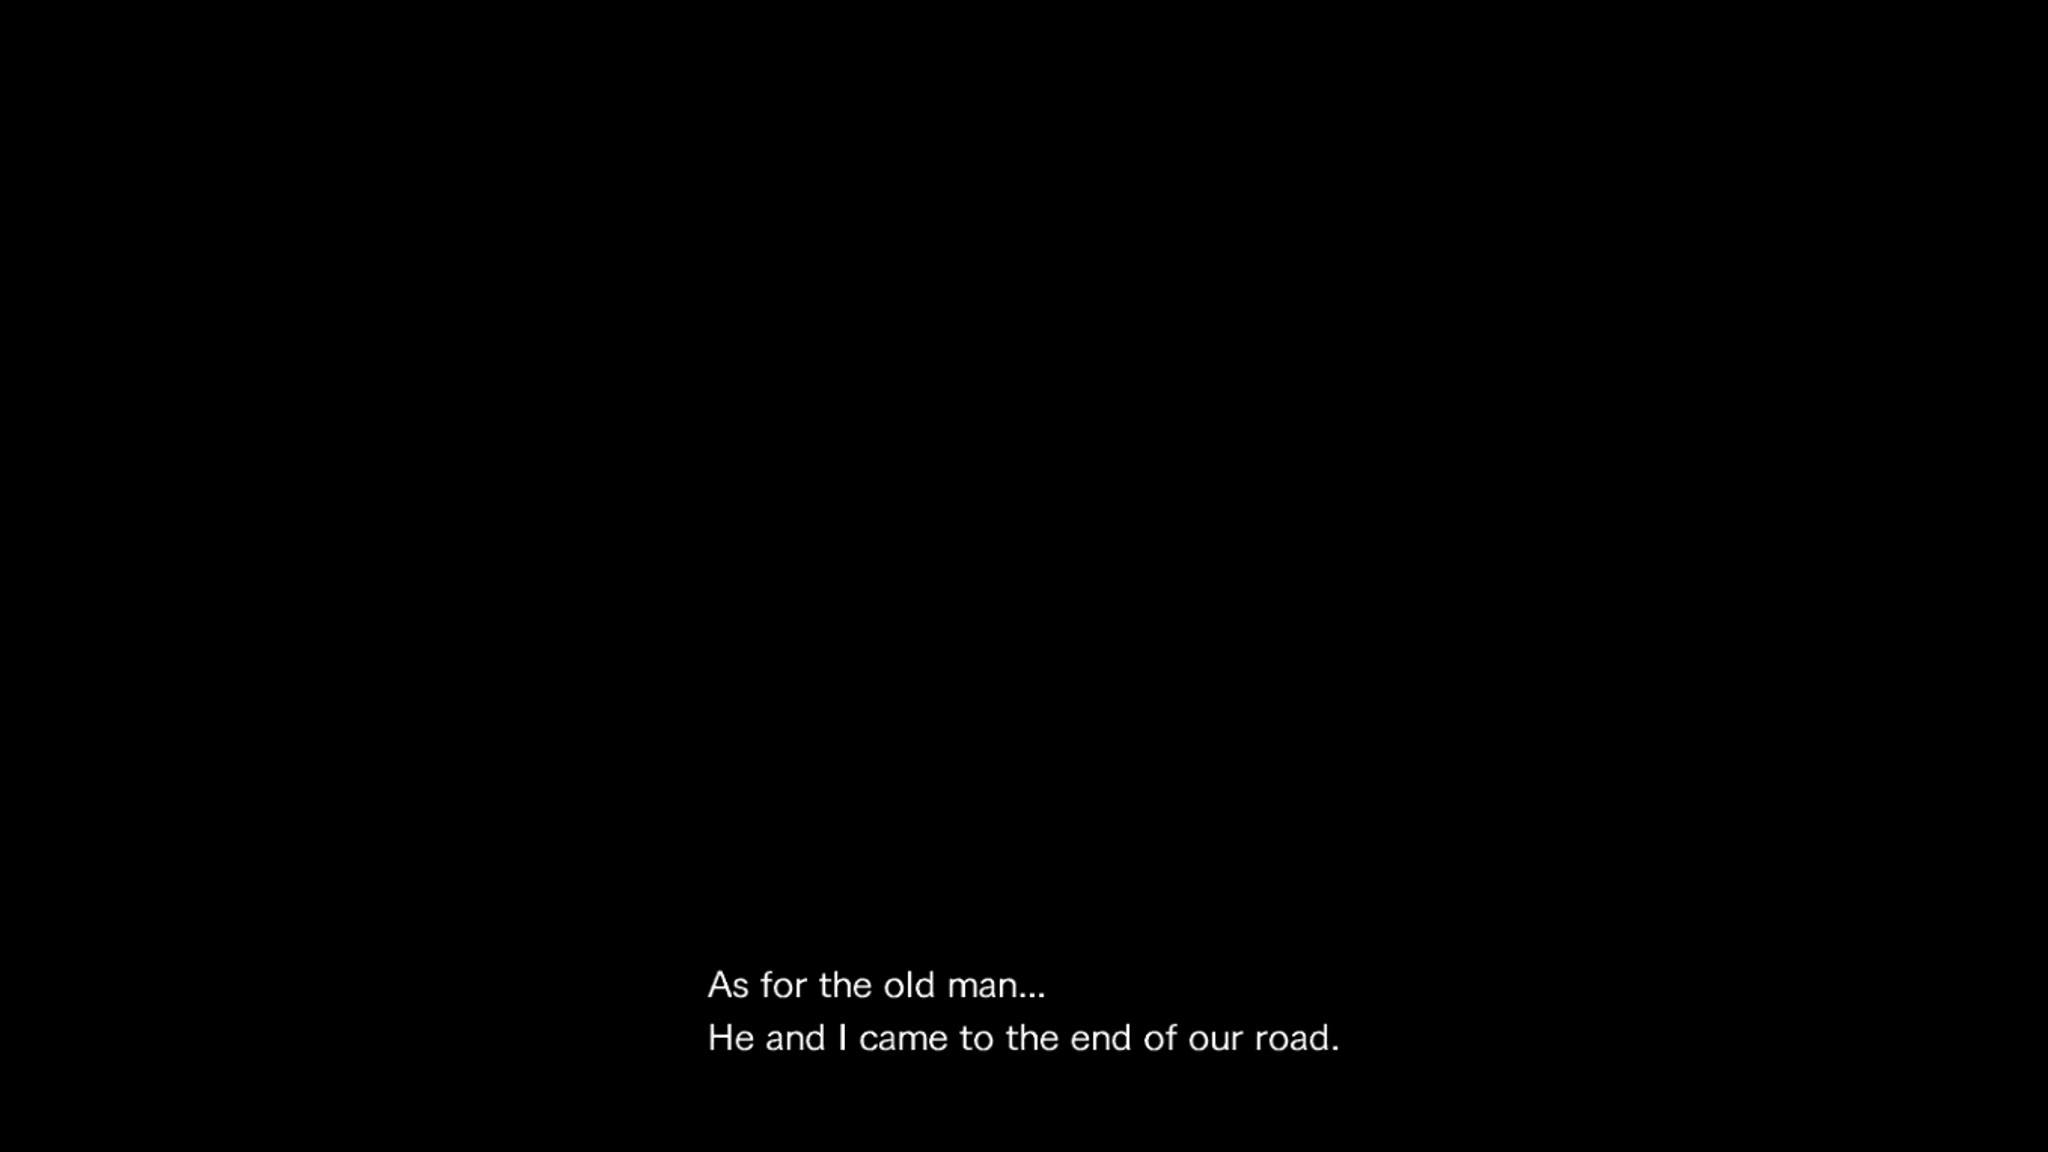 As for the old man...
He and I came to the end of our road.